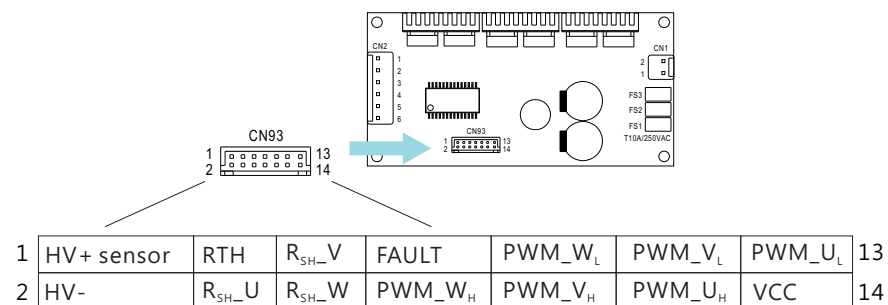 CN2
1
2
3
4
5
6
CN1
2
1
FS3
FS2
FS1
T10A/250VAC
CN93
1 13
2 14
CN93
1 13
2 14
1 HV+ sensor RTH R_SH_V FAULT PWM_W_L PWM_V_L PWM_U_L 13
2 HV- R_SH_U R_SH_W PWM_W_H PWM_V_H PWM_U_H VCC 14